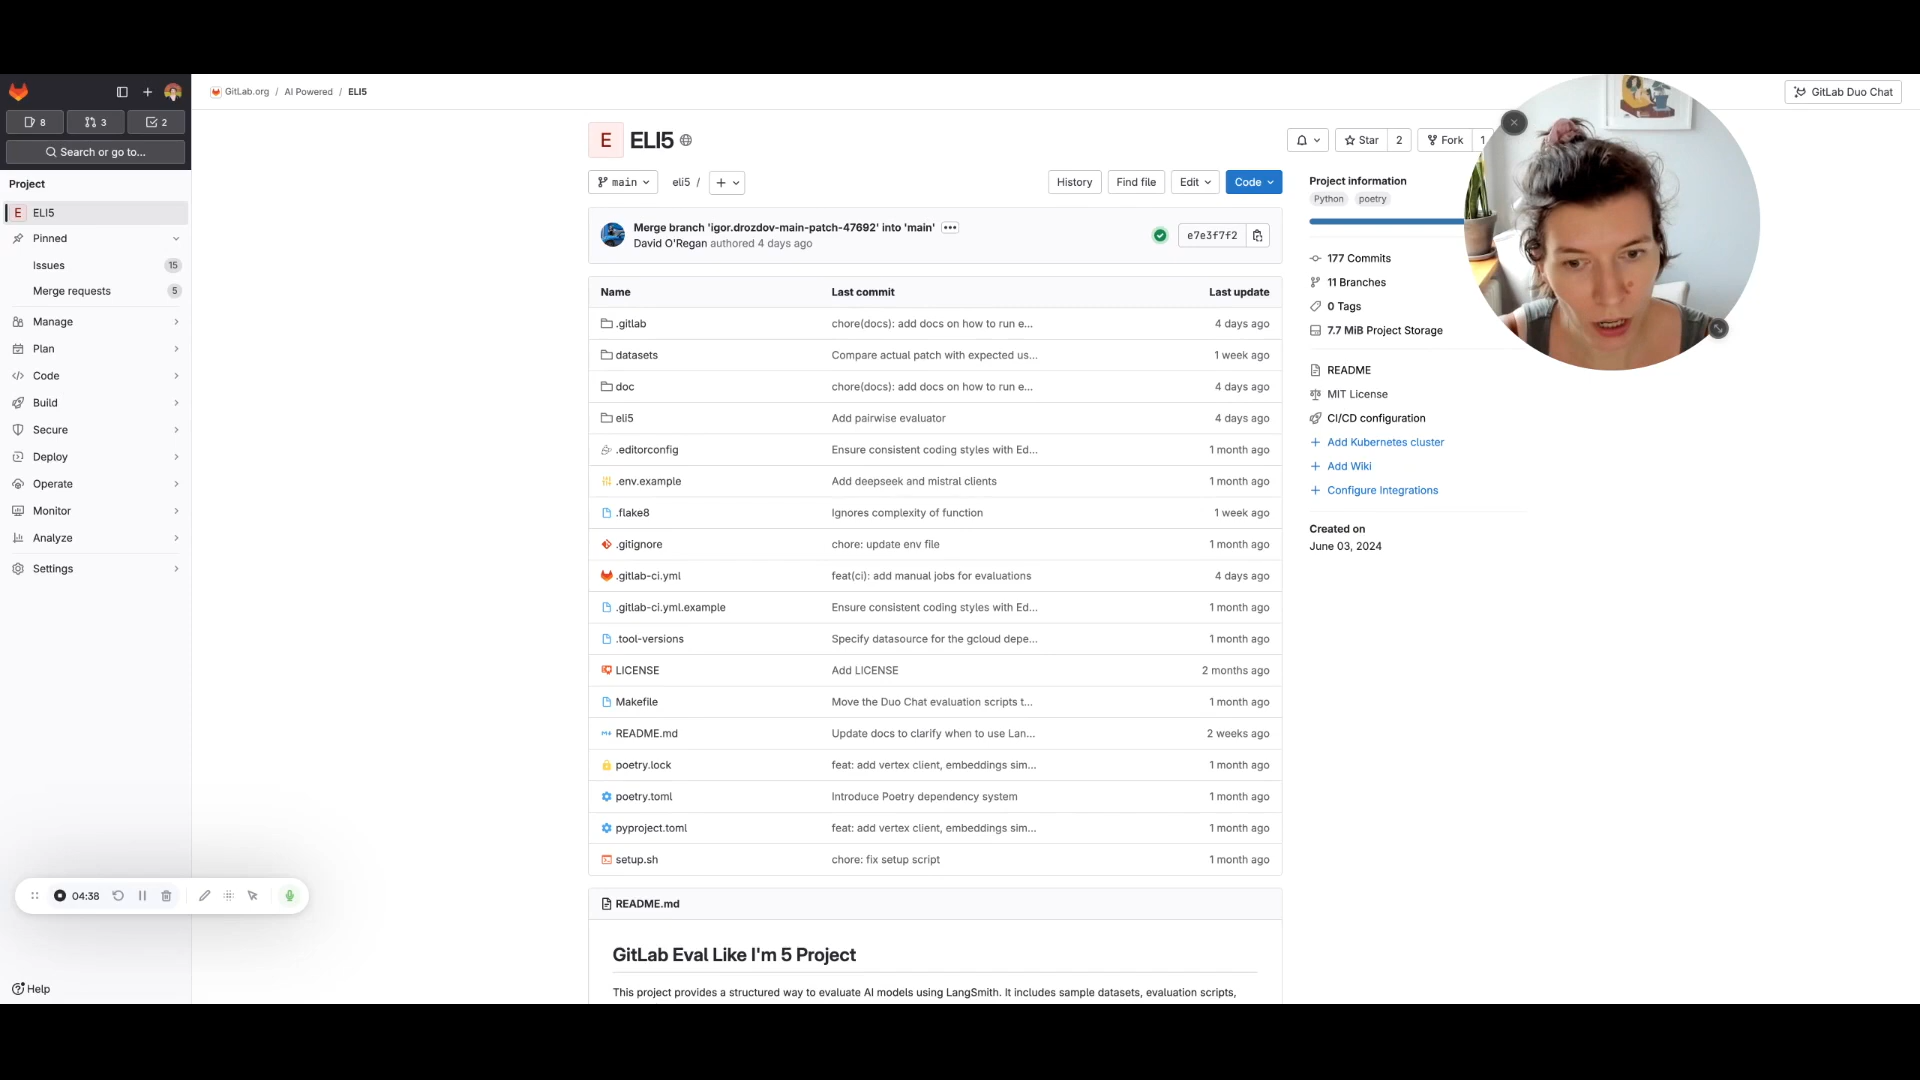 GitLab.org / AI Powered / ELI5
GitLab Duo Chat
8
3
2
Search or go to...
Project
E ELI5
Pinned
Issues 15
Merge requests 5
Manage
Plan
Code
Build
Secure
Deploy
Operate
Monitor
Analyze
Settings
04:38
Help
E ELI5
Star 2
Fork 1
main
eli5 /
History
Find file
Edit
Code
Merge branch 'igor.drozdov-main-patch-47692' into 'main'
David O'Regan authored 4 days ago
e7e3f7f2
Name Last commit Last update
.gitlab chore(docs): add docs on how to run e... 4 days ago
datasets Compare actual patch with expected us... 1 week ago
doc chore(docs): add docs on how to run e... 4 days ago
eli5 Add pairwise evaluator 4 days ago
.editorconfig Ensure consistent coding styles with Ed... 1 month ago
.env.example Add deepseek and mistral clients 1 month ago
.flake8 Ignores complexity of function 1 week ago
.gitignore chore: update env file 1 month ago
.gitlab-ci.yml feat(ci): add manual jobs for evaluations 4 days ago
.gitlab-ci.yml.example Ensure consistent coding styles with Ed... 1 month ago
.tool-versions Specify datasource for the gcloud depe... 1 month ago
LICENSE Add LICENSE 2 months ago
Makefile Move the Duo Chat evaluation scripts t... 1 month ago
README.md Update docs to clarify when to use Lan... 2 weeks ago
poetry.lock feat: add vertex client, embeddings sim... 1 month ago
poetry.toml Introduce Poetry dependency system 1 month ago
pyproject.toml feat: add vertex client, embeddings sim... 1 month ago
setup.sh chore: fix setup script 1 month ago
README.md
GitLab Eval Like I'm 5 Project
This project provides a structured way to evaluate AI models using LangSmith. It includes sample datasets, evaluation scripts,
Project information
Python poetry
177 Commits
11 Branches
0 Tags
7.7 MiB Project Storage
README
MIT License
CI/CD configuration
Add Kubernetes cluster
Add Wiki
Configure Integrations
Created on
June 03, 2024